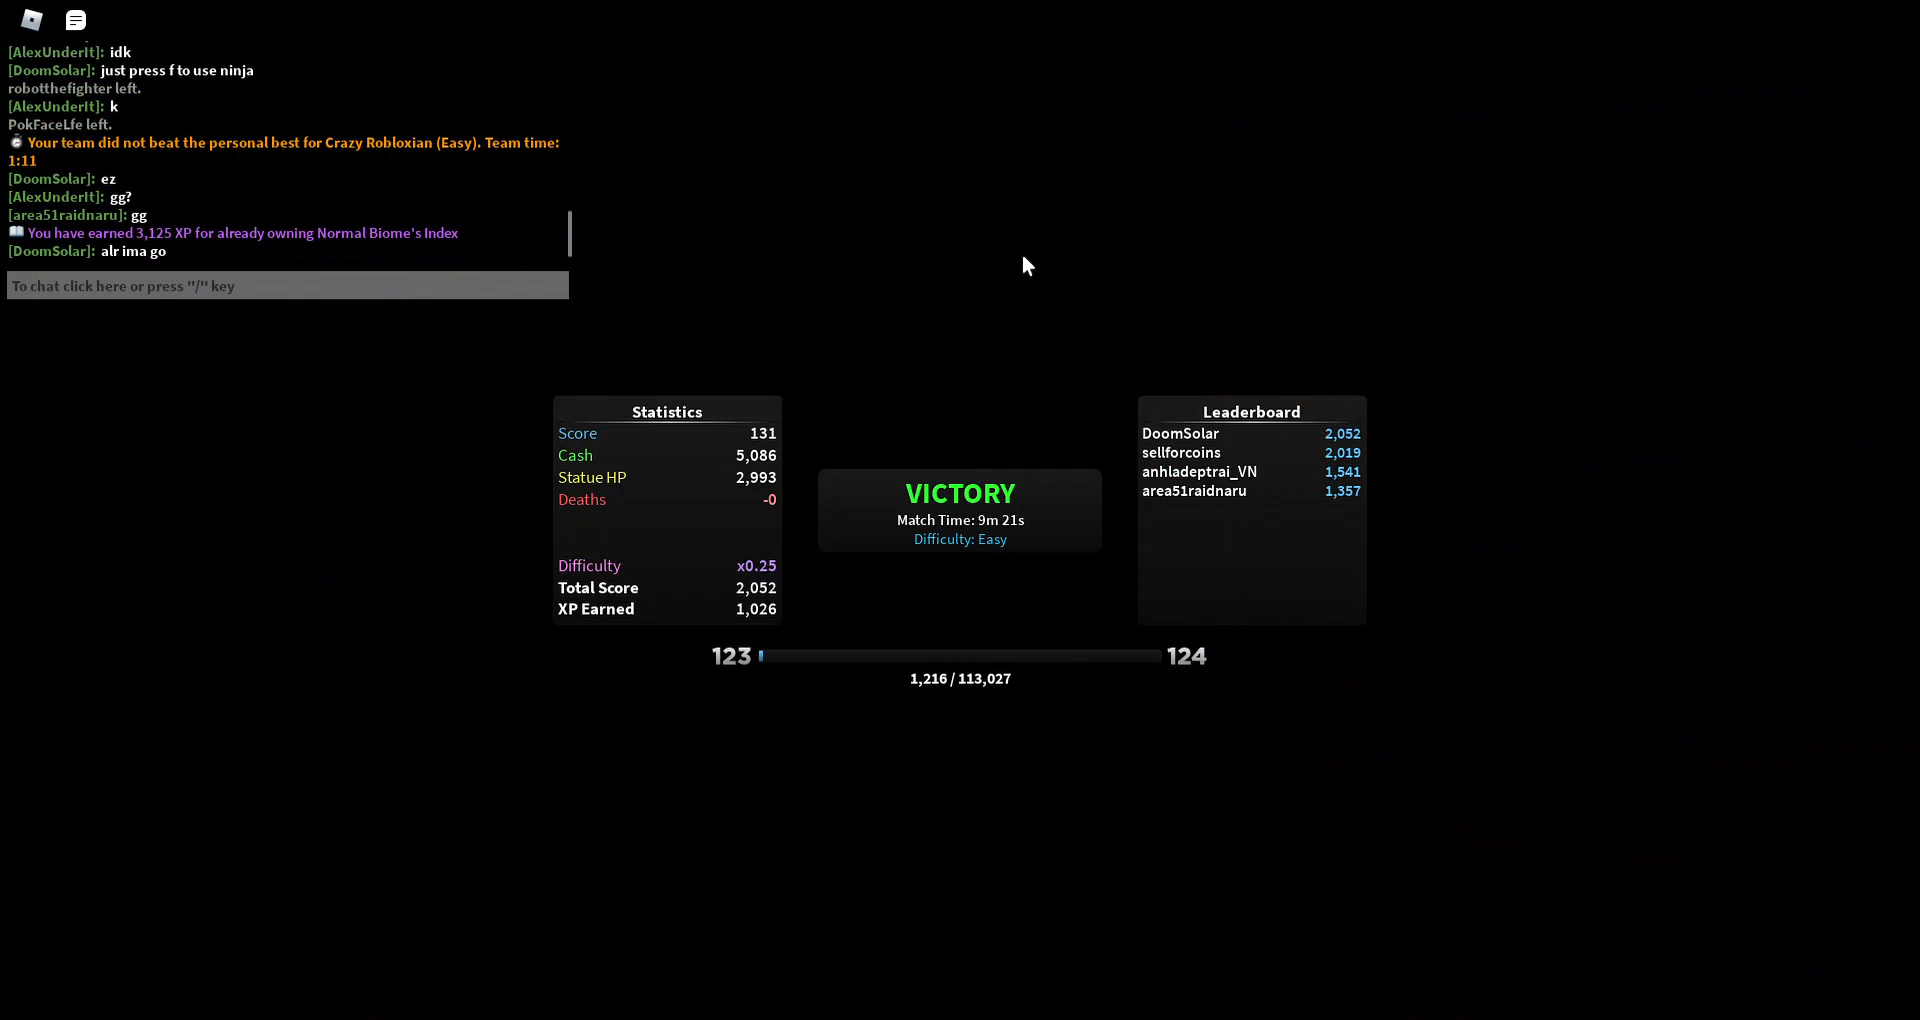 [AlexUnderIt]: idk
[DoomSolar]: just press f to use ninja
robotthefighter left.
[AlexUnderIt]: k
PokFaceLfe left.
Your team did not beat the personal best for Crazy Robloxian (Easy). Team time:
1:11
[DoomSolar]: ez
[AlexUnderIt]: gg?
[area51raidnaru]: gg
You have earned 3,125 XP for already owning Normal Biome's Index
[DoomSolar]: alr ima go
To chat click here or press "/" key
Statistics
Score 131
Cash 5,086
Statue HP 2,993
Deaths -0
Difficulty x0.25
Total Score 2,052
XP Earned 1,026
VICTORY
Match Time: 9m 21s
Difficulty: Easy
Leaderboard
DoomSolar 2,052
sellforcoins 2,019
anhladeptrai_VN 1,541
area51raidnaru 1,357
123 124
1,216 / 113,027